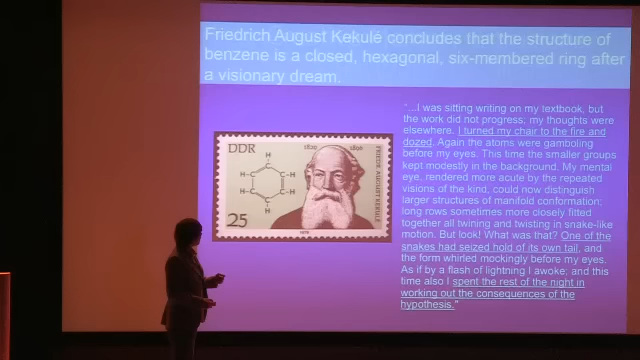 Friedrich August Kekulé concludes that the structure of
benzene is a closed, hexagonal, six-membered ring after
a visionary dream.
"...I was sitting writing on my textbook, but
the work did not progress; my thoughts were
elsewhere. I turned my chair to the fire and
dozed. Again the atoms were gamboling
before my eyes. This time the smaller groups
kept modestly in the background. My mental
eye, rendered more acute by the repeated
visions of the kind, could now distinguish
larger structures of manifold conformation;
long rows sometimes more closely fitted
together all twining and twisting in snake-like
motion. But look! What was that? One of the
snakes had seized hold of its own tail, and
the form whirled mockingly before my eyes.
As if by a flash of lightning I awoke; and this
time also I spent the rest of the night in
working out the consequences of the
hypothesis."
DDR
1829 1896
FRIEDR. AUGUST KEKULE
H
H H
H H
H
25
1979